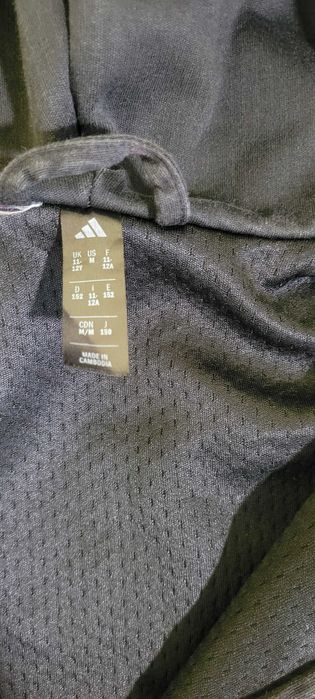 UK US F
11- M 11-
12Y 12A
D I E
152 11- 152
12A
CDN J
M/M 150
MADE IN
CAMBODIA